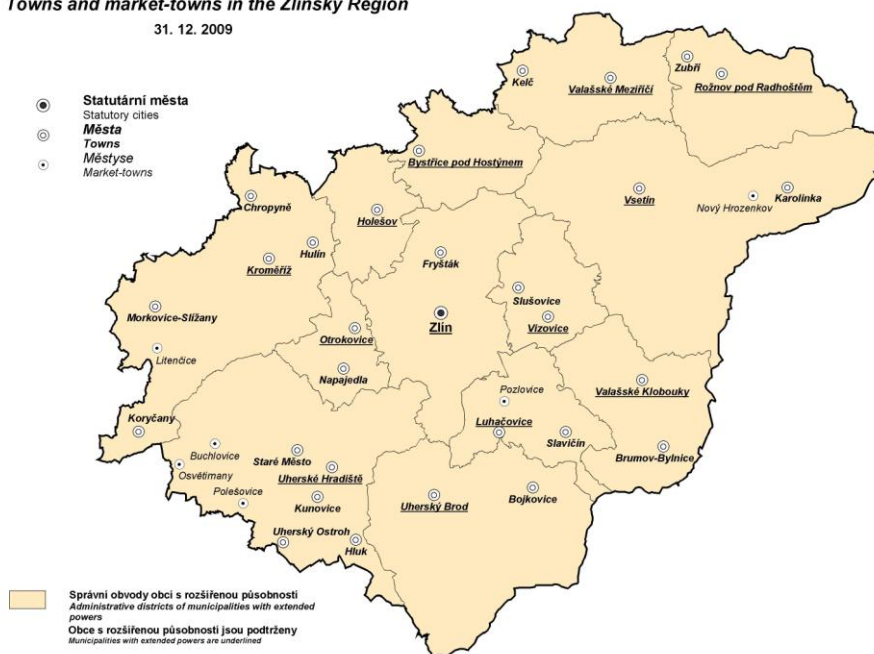 Towns and market-towns in the Zlínský Region
31. 12. 2009
Statutární města
Statutory cities
Města
Towns
Městyse
Market-towns
Kelč
Valašské Meziříčí
Zubří
Rožnov pod Radhoštěm
Bystřice pod Hostýnem
Vsetín
Nový Hrozenkov
Karolinka
Chropyně
Holešov
Hulín
Kroměříž
Fryšták
Slušovice
Vizovice
Zlín
Morkovice-Slížany
Litenčice
Otrokovice
Napajedla
Valašské Klobouky
Pozlovice
Luhačovice
Slavičín
Brumov-Bylnice
Koryčany
Buchlovice
Osvětimany
Staré Město
Uherské Hradiště
Polešovice
Kunovice
Uherský Brod
Bojkovice
Uherský Ostroh
Hluk
Správní obvody obcí s rozšířenou působností
Administrative districts of municipalities with extended
powers
Obce s rozšířenou působností jsou podtrženy
Municipalities with extended powers are underlined